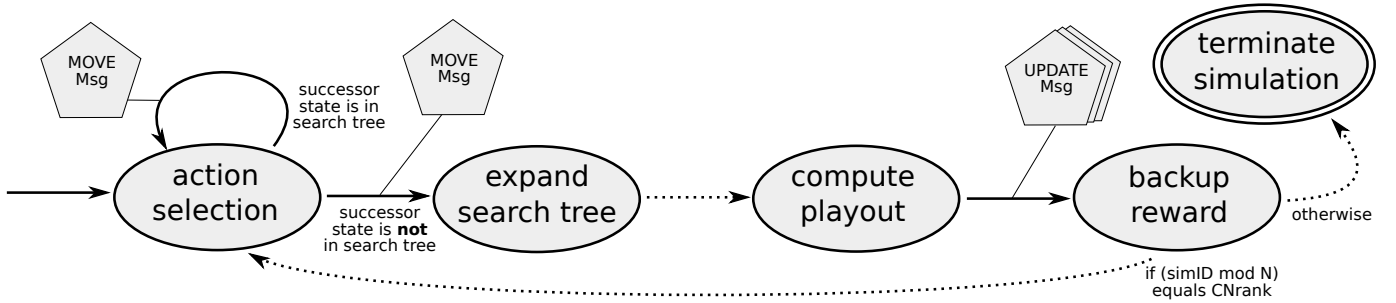 MOVE
Msg
successor
state is in
search tree
action
selection
MOVE
Msg
successor
state is not
in search tree
expand
search tree
compute
playout
UPDATE
Msg
backup
reward
terminate
simulation
otherwise
if (simID mod N)
equals CNrank